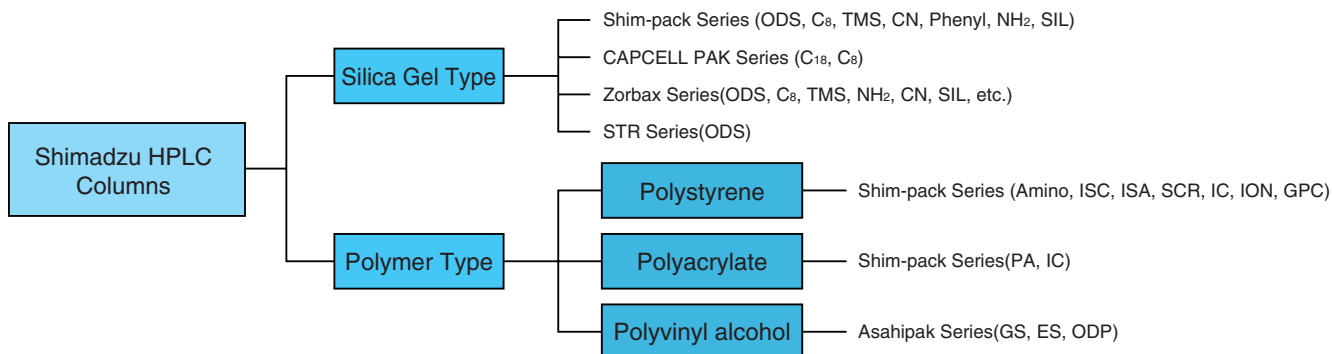 Shim-pack Series (ODS, C₈, TMS, CN, Phenyl, NH₂, SIL)
Silica Gel Type
CAPCELL PAK Series (C₁₈, C₈)
Zorbax Series(ODS, C₈, TMS, NH₂, CN, SIL, etc.)
STR Series(ODS)
Shimadzu HPLC
Columns
Polystyrene
Shim-pack Series (Amino, ISC, ISA, SCR, IC, ION, GPC)
Polymer Type
Polyacrylate
Shim-pack Series(PA, IC)
Polyvinyl alcohol
Asahipak Series(GS, ES, ODP)